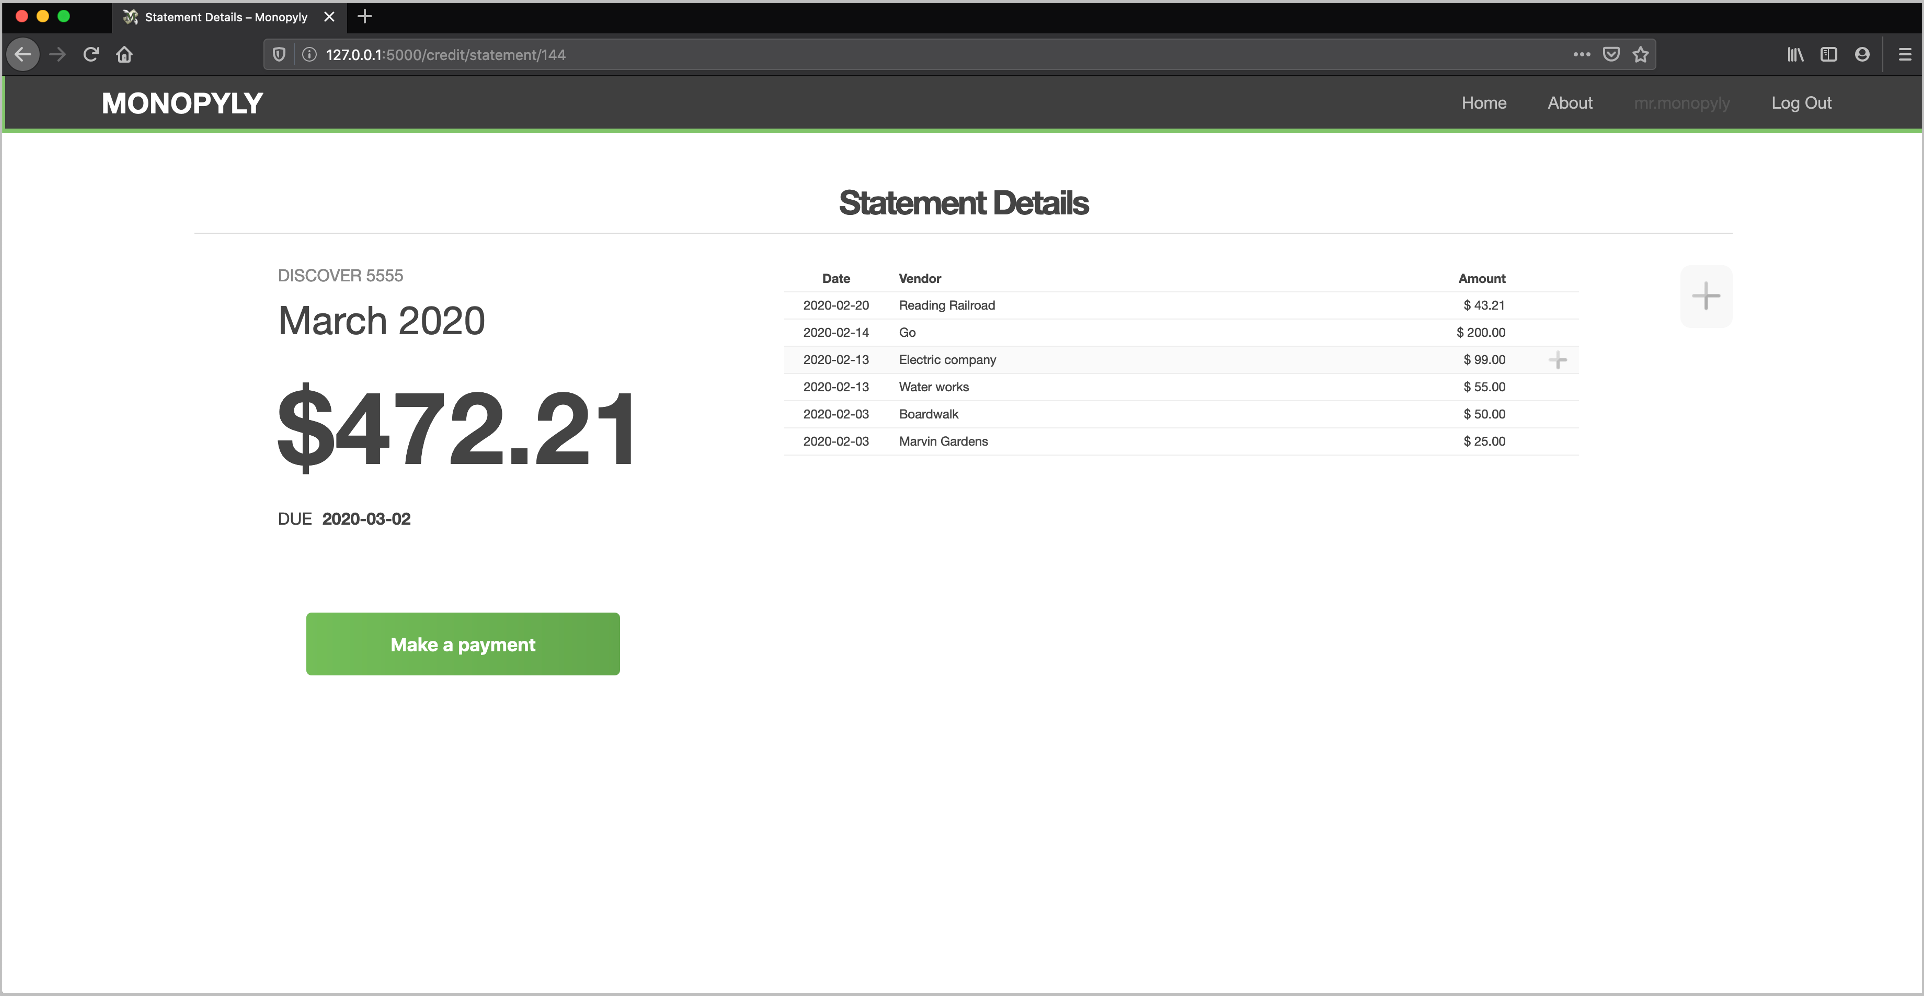 Statement Details – Monopyly
127.0.0.1:5000/credit/statement/144
MONOPYLY
Home About mr.monopyly Log Out
Statement Details
DISCOVER 5555
March 2020
$472.21
DUE 2020-03-02
Make a payment
Date Vendor Amount
2020-02-20 Reading Railroad $ 43.21
2020-02-14 Go $ 200.00
2020-02-13 Electric company $ 99.00
2020-02-13 Water works $ 55.00
2020-02-03 Boardwalk $ 50.00
2020-02-03 Marvin Gardens $ 25.00